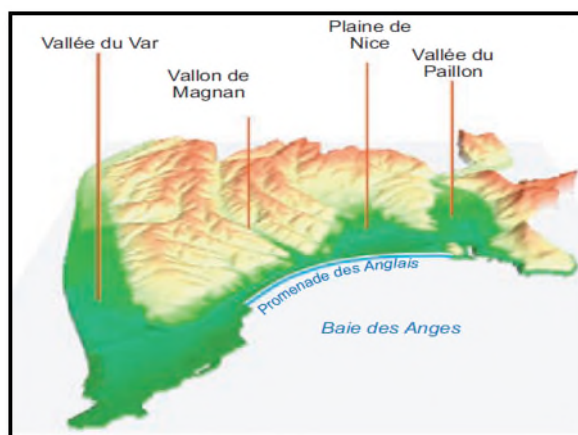 Vallée du Var
Vallon de
Magnan
Plaine de
Nice
Vallée du
Paillon
Promenade des Anglais
Baie des Anges